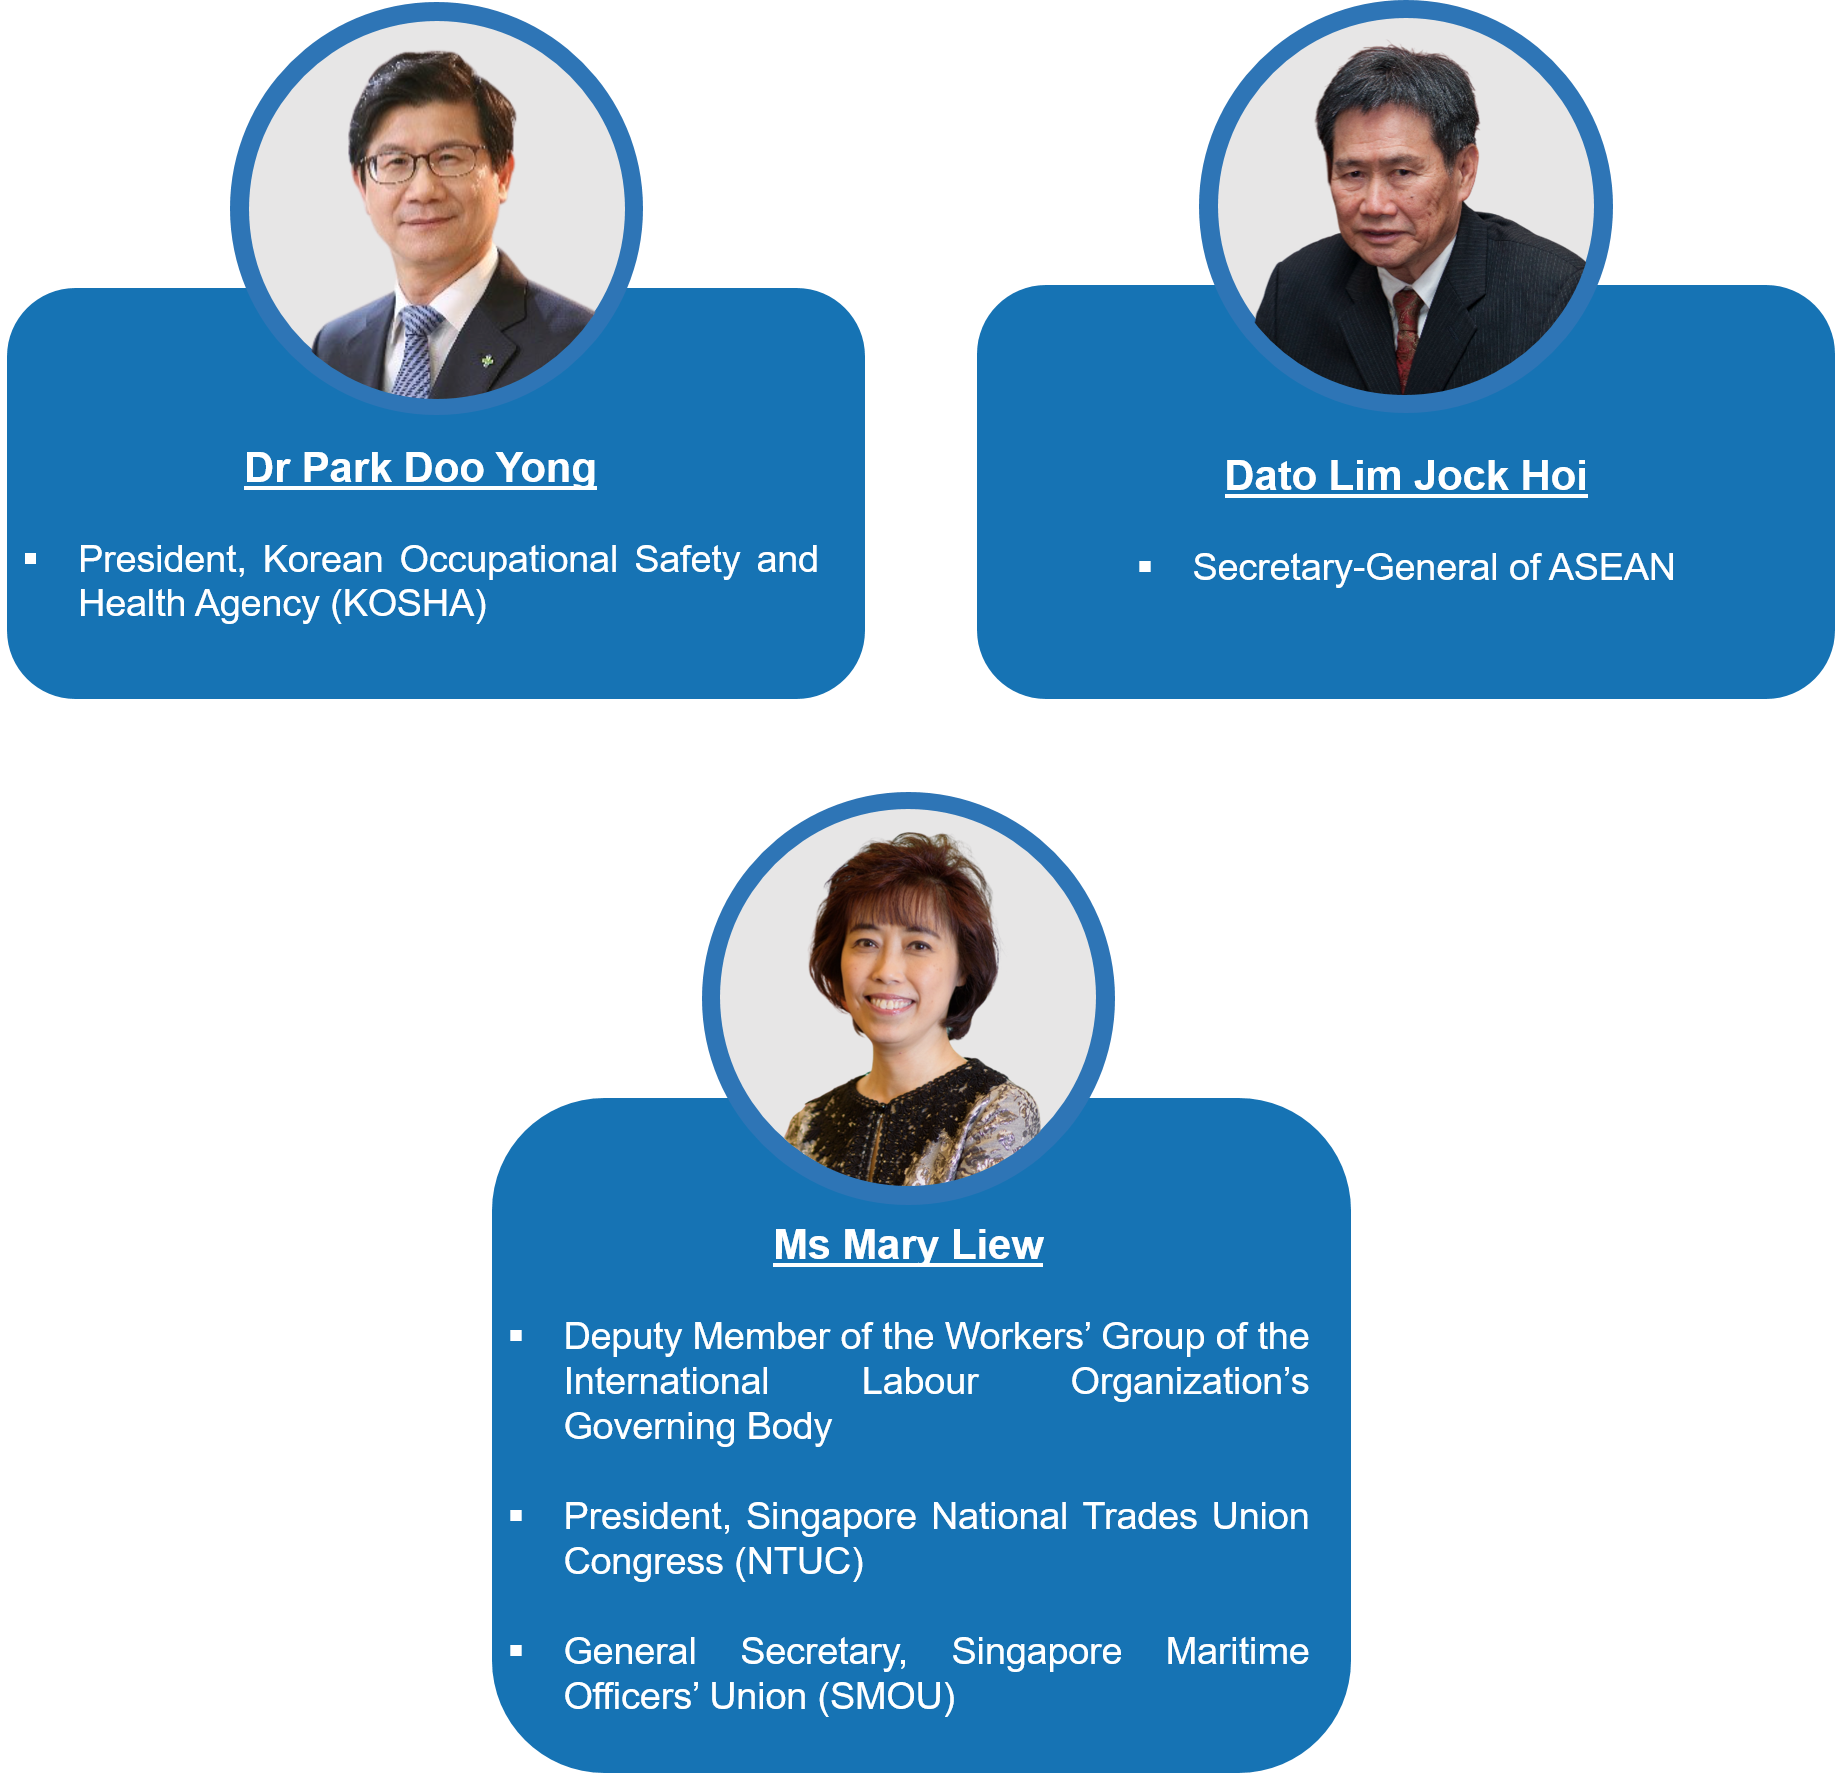 Dr Park Doo Yong
▪ President, Korean Occupational Safety and
Health Agency (KOSHA)
Dato Lim Jock Hoi
▪ Secretary-General of ASEAN
Ms Mary Liew
▪ Deputy Member of the Workers’ Group of the
International Labour Organization’s
Governing Body
▪ President, Singapore National Trades Union
Congress (NTUC)
▪ General Secretary, Singapore Maritime
Officers’ Union (SMOU)